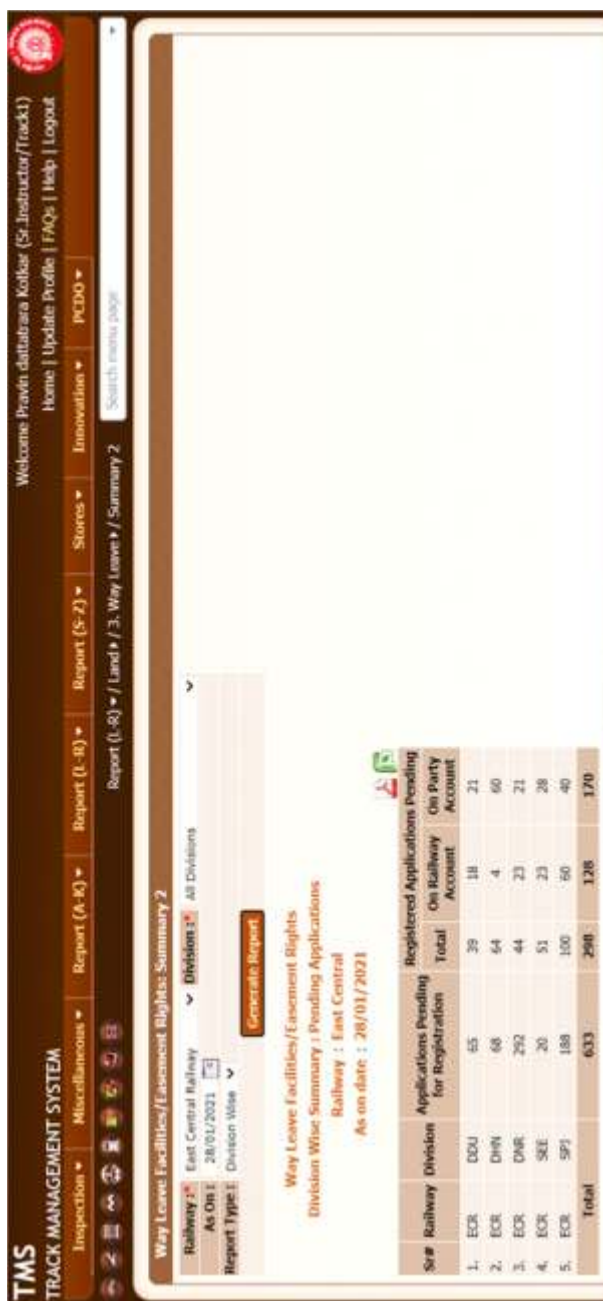 TMS
TRACK MANAGEMENT SYSTEM
Welcome Pravin dattatrara Kotkar (Sr.Instructor/Track1)
Home | Update Profile | FAQs | Help | Logout
Inspection Miscellaneous Report (A-K) Report (L-R) Report (S-Z) Stores Innovation PCDO
Report (L-R) / Land / 3. Way Leave / Summary 2
Search menu page
Way Leave Facilities/Easement Rights: Summary 2
Railway :* East Central Railway Division :* All Divisions
As On : 28/01/2021
Report Type : Division Wise
Generate Report
Way Leave Facilities/Easement Rights
Division Wise Summary : Pending Applications
Railway : East Central
As on date : 28/01/2021
Sr# Railway Division Applications Pending for Registration Registered Applications Pending
Total On Railway Account On Party Account
1. ECR DDU 65 39 18 21
2. ECR DHN 68 64 4 60
3. ECR DNR 292 44 23 21
4. ECR SEE 20 51 23 28
5. ECR SPJ 188 100 60 40
Total 633 298 128 170